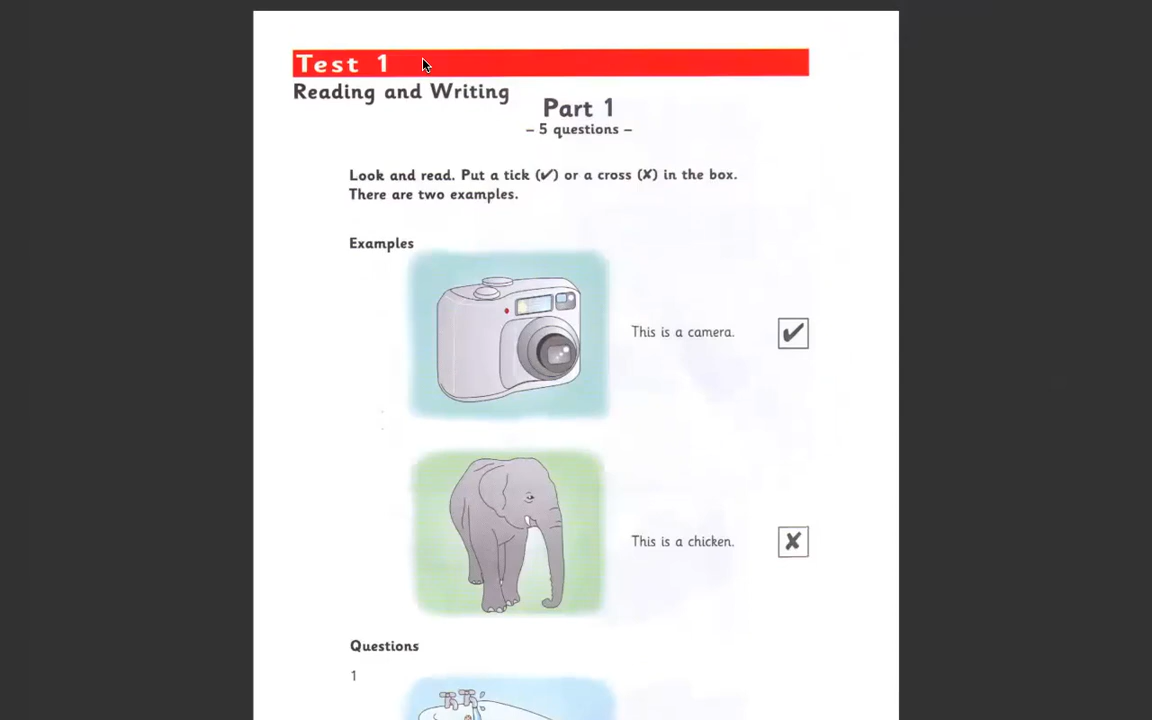 Test 1
Reading and Writing
Part 1
– 5 questions –
Look and read. Put a tick (✔) or a cross (✘) in the box.
There are two examples.
Examples
This is a camera. ✔
This is a chicken. ✘
Questions
1